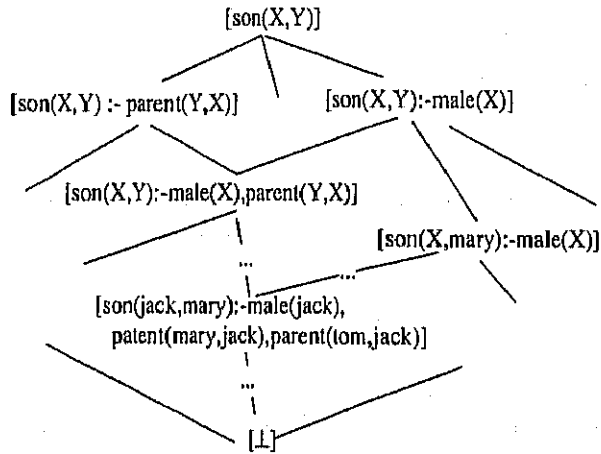 [son(X,Y)]
[son(X,Y) :- parent(Y,X)]
[son(X,Y):-male(X)]
[son(X,Y):-male(X),parent(Y,X)]
[son(X,mary):-male(X)]
...
...
[son(jack,mary):-male(jack),
patent(mary,jack),parent(tom,jack)]
...
[⊥]